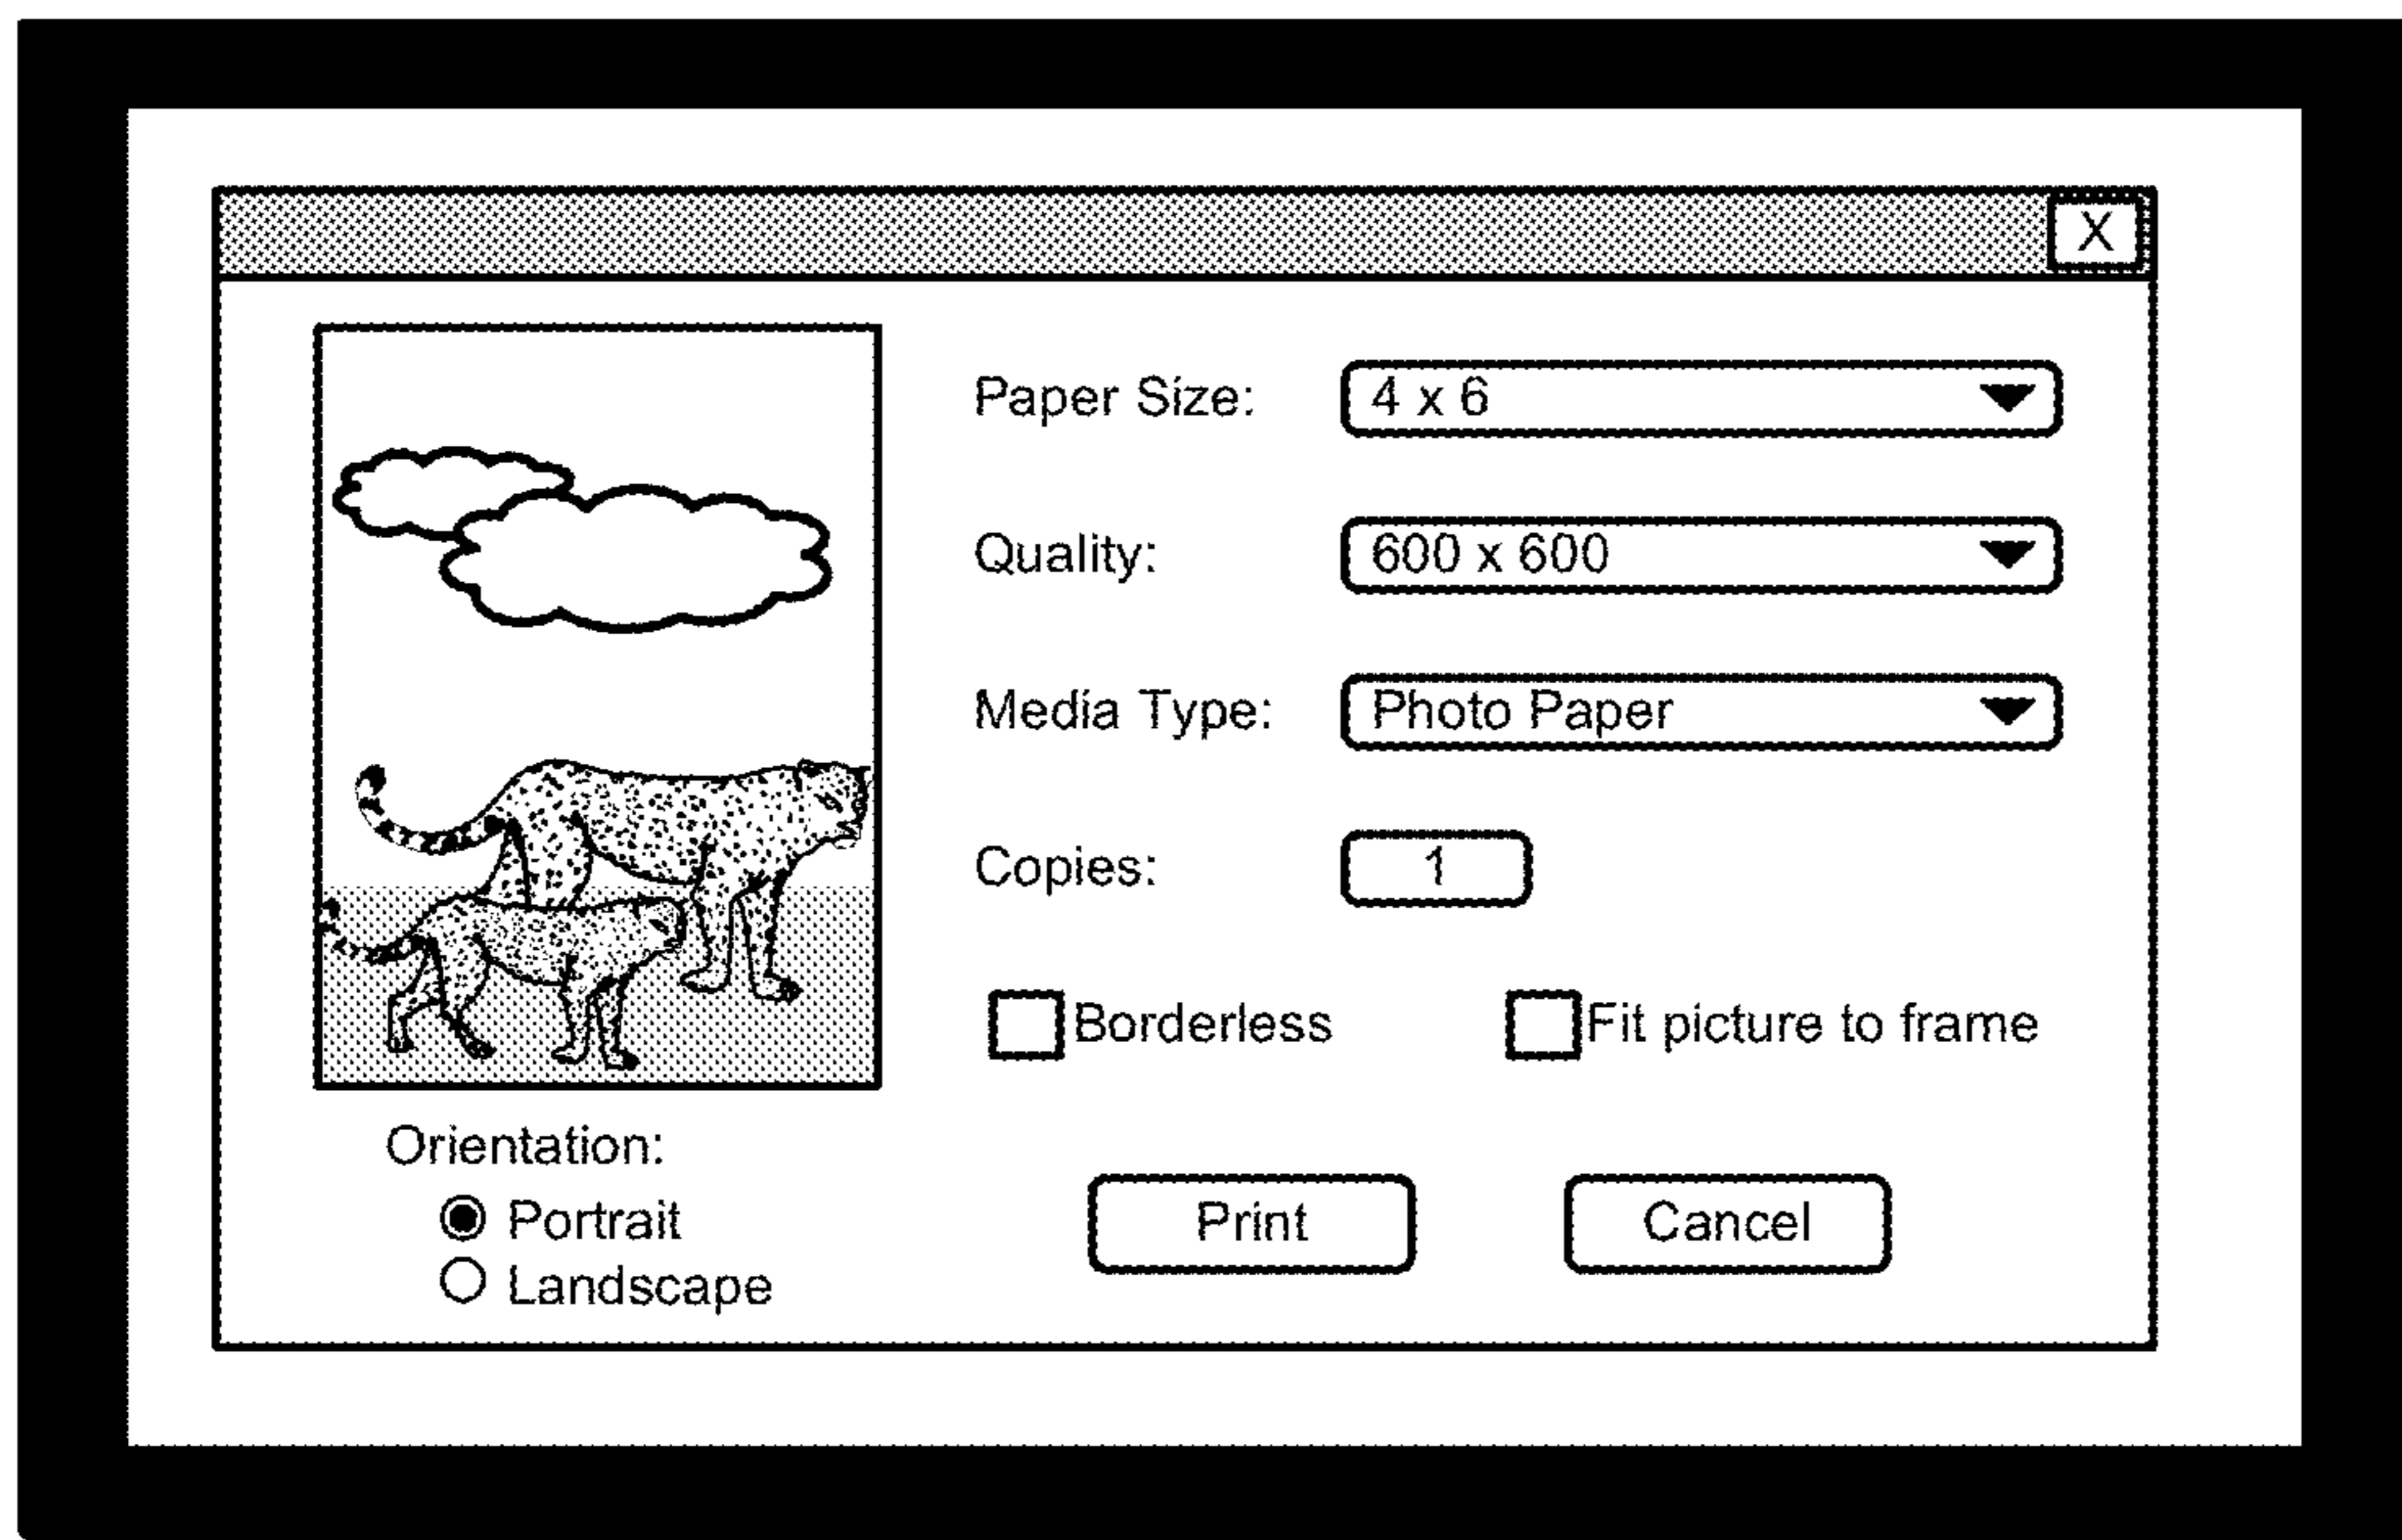 X
Paper Size: 4 x 6
Quality: 600 x 600
Media Type: Photo Paper
Copies: 1
Borderless Fit picture to frame
Orientation:
Portrait
Landscape
Print Cancel